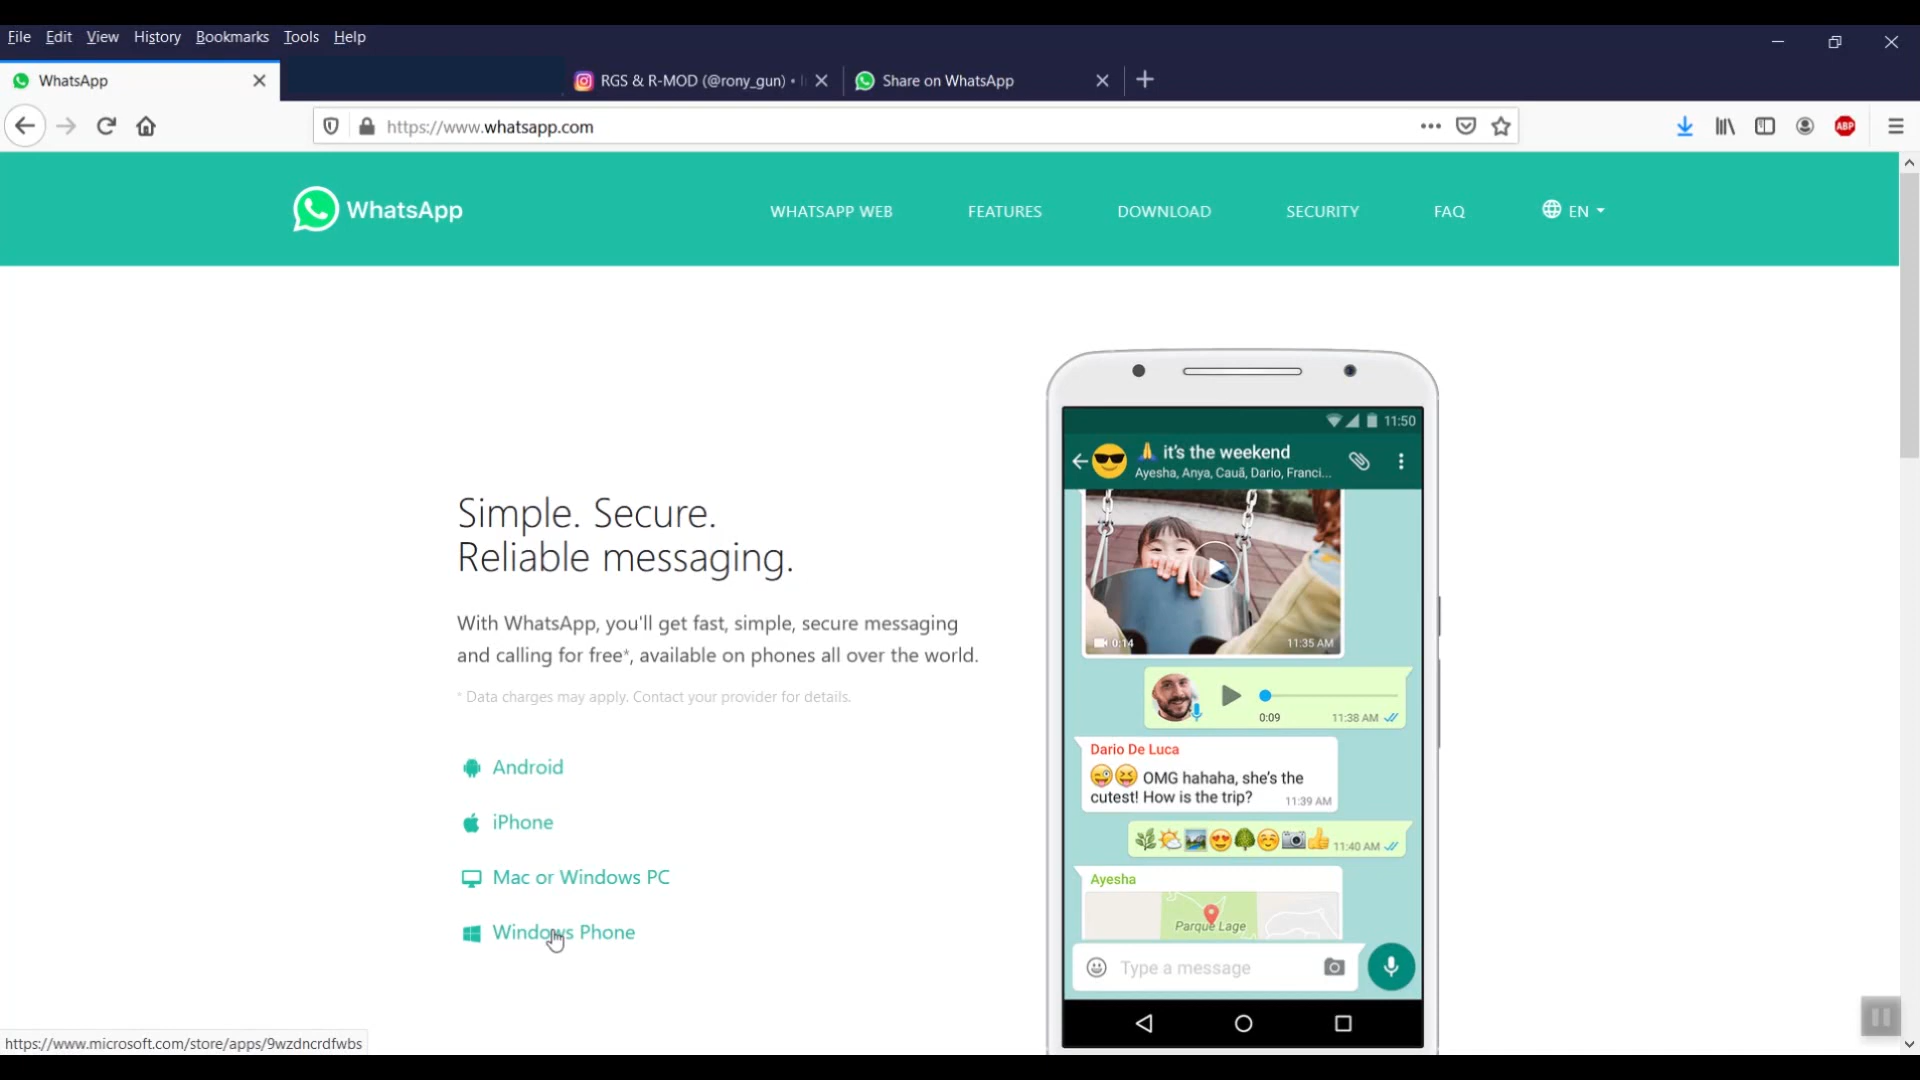 File Edit View History Bookmarks Tools Help
WhatsApp
RGS & R-MOD (@rony_gun) •
Share on WhatsApp
https://www.whatsapp.com
ABP
WhatsApp
WHATSAPP WEB
FEATURES
DOWNLOAD
SECURITY
FAQ
EN
Simple. Secure.
Reliable messaging.
With WhatsApp, you'll get fast, simple, secure messaging
and calling for free*, available on phones all over the world.
* Data charges may apply. Contact your provider for details.
Android
iPhone
Mac or Windows PC
Windows Phone
11:50
it's the weekend
Ayesha, Anya, Cauã, Dario, Franci...
0:14
11:35 AM
0:09
11:38 AM
Dario De Luca
OMG hahaha, she's the
cutest! How is the trip?
11:39 AM
11:40 AM
Ayesha
Parque Lage
Type a message
https://www.microsoft.com/store/apps/9wzdncrdfwbs